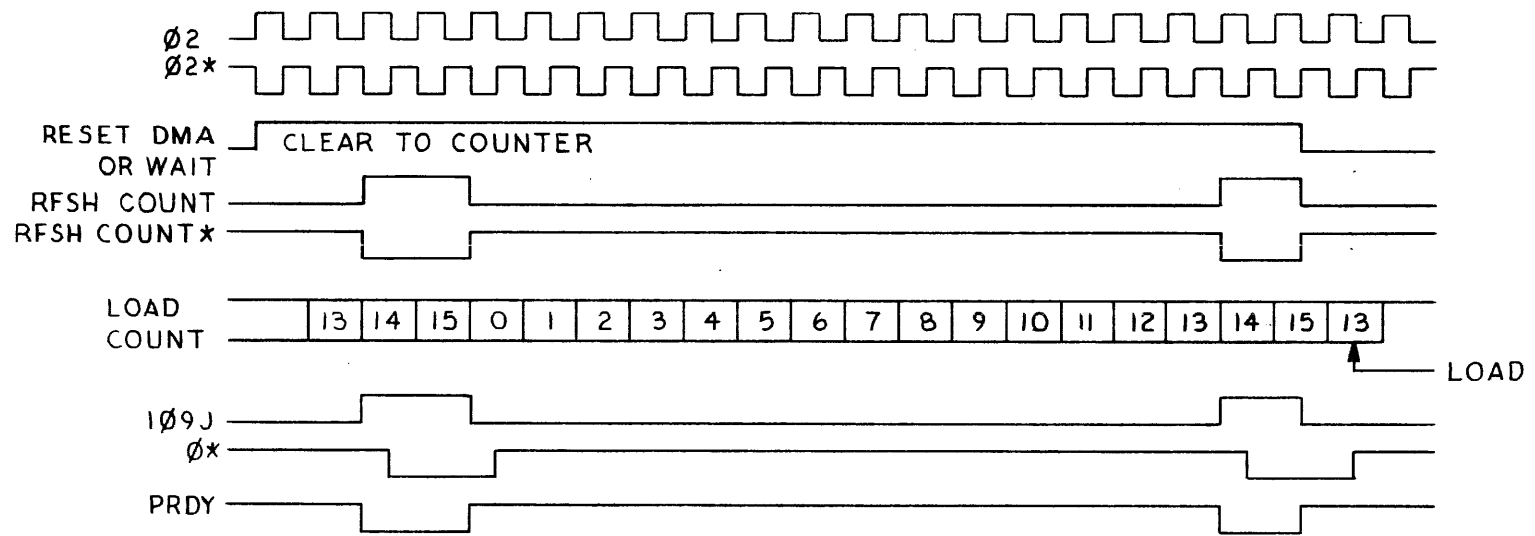 Ø2
Ø2*
RESET DMA
OR WAIT
CLEAR TO COUNTER
RFSH COUNT
RFSH COUNT*
LOAD
COUNT
13 14 15 0 1 2 3 4 5 6 7 8 9 10 11 12 13 14 15 13
LOAD
1Ø9J
Ø*
PRDY